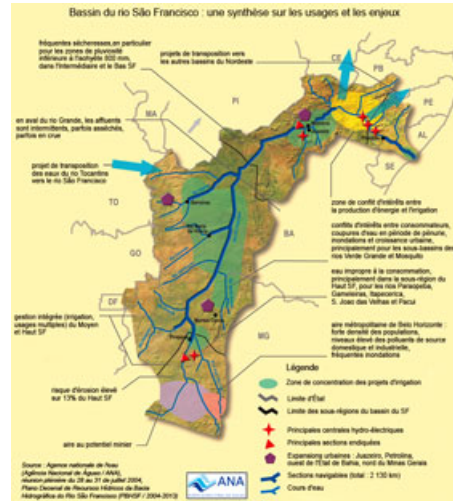 Bassin du rio São Francisco : une synthèse sur les usages et les enjeux
fréquentes sécheresses, en particulier
pour les zones de pluviosité
inférieure à l'isohyète 800 mm,
dans l'Intermédiaire et le Bas SF
projets de transposition vers
les autres bassins du Nordeste
CE
PB
PI
PE
AL
SE
MA
en aval du rio Grande, les affluents
sont intermittents, parfois asséchés,
parfois en crue
projet de transposition
des eaux du rio Tocantins
vers le rio São Francisco
TO
GO
BA
DF
MG
zone de conflit d'intérêts entre
la production d'énergie et l'irrigation
conflits d'intérêts entre consommateurs,
coupures d'eau en période de pénurie,
inondations et croissance urbaine,
principalement pour les sous-bassins des
rios Verde Grande et Mosquito
eau impropre à la consommation,
principalement dans la sous-région du
Haut SF, pour les rios Paraopeba,
Gameleiras, Itapecerica,
S. Joao das Velhas et Pacuí
gestion intégrée (irrigation,
usages multiples) du Moyen
et Haut SF
aire métropolitaine de Belo Horizonte :
forte densité des populations,
niveaux élevé des polluants de source
domestique et industrielle,
fréquentes inondations
risque d'érosion élevé
sur 13% du Haut SF
aire au potentiel minier
Légende
Zone de concentration des projets d'irrigation
Limite d'État
Limite des sous-régions du bassin du SF
Principales centrale hydro-électriques
Principales sections endiquées
Expansiong urbaines : Juazeiro, Petrolina,
ouest de l'Etat de Bahia, nord du Minas Gerais
Sections navigables (total : 2 130 km)
Cours d'eau
Source : Agence nationale de l'eau
(Agência Nacional de Águas / ANA),
réunion plénière du 28 au 31 de juillet 2004,
Plano Decenal de Recursos Hídricos da Bacia
Hidrográfica do Rio São Francisco (PBHSF / 2004-2013)
ANA